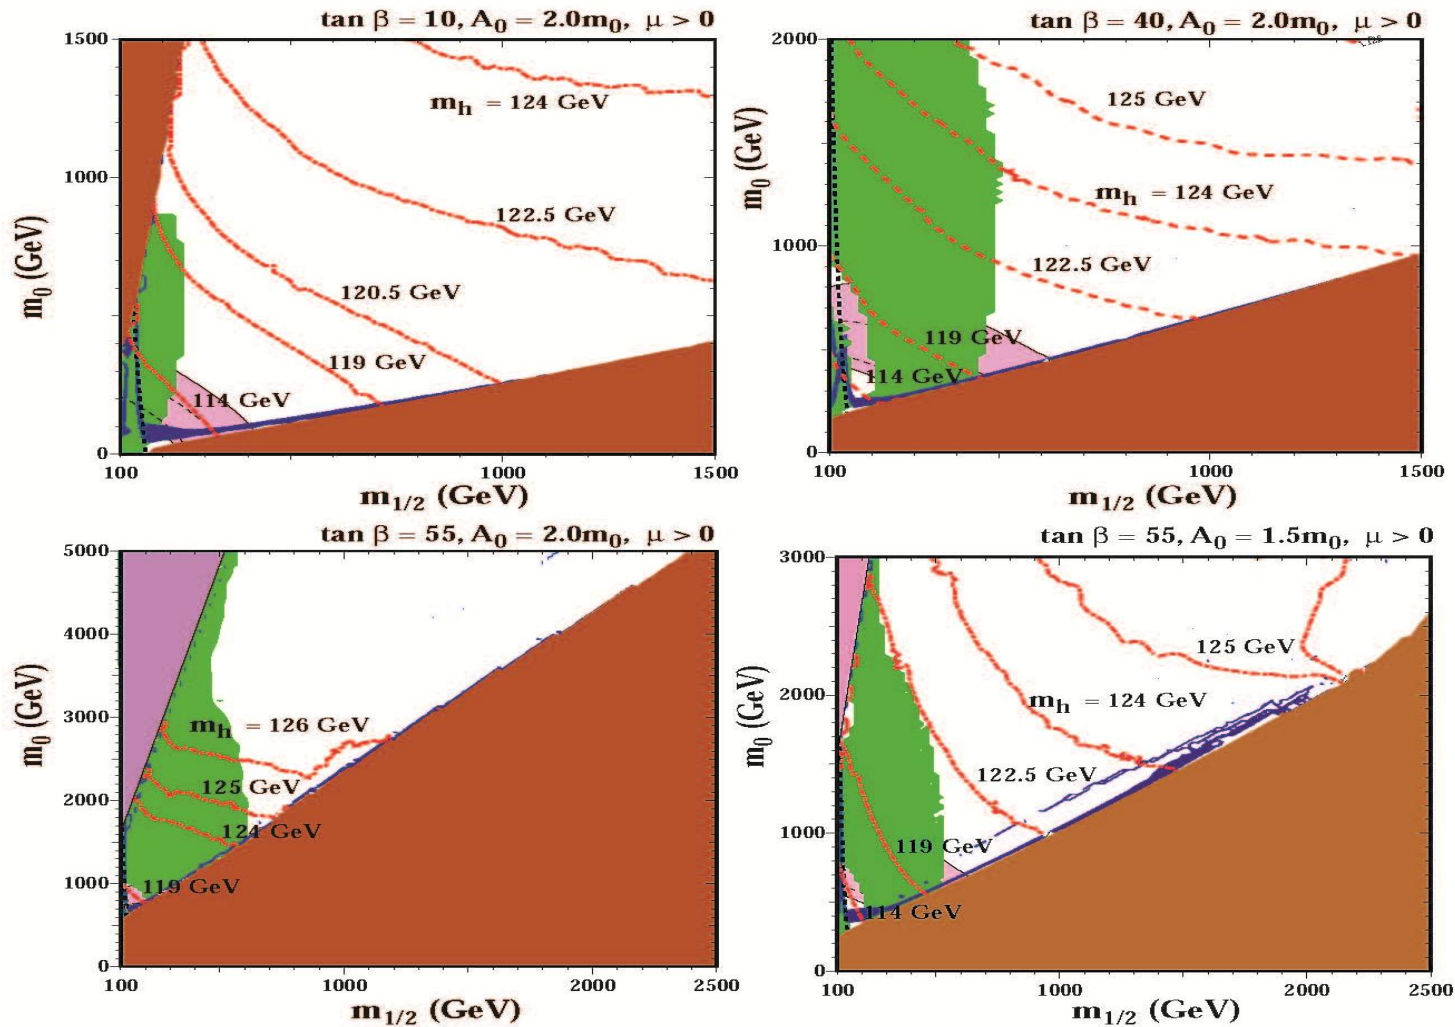 tan β = 10, A₀ = 2.0m₀, μ > 0
1500
1000
0
m₀ (GeV)
mₕ = 124 GeV
122.5 GeV
120.5 GeV
119 GeV
114 GeV
100
1000
1500
m₁/₂ (GeV)
tan β = 40, A₀ = 2.0m₀, μ > 0
2000
1000
0
m₀ (GeV)
125 GeV
mₕ = 124 GeV
122.5 GeV
119 GeV
114 GeV
100
1000
1500
m₁/₂ (GeV)
tan β = 55, A₀ = 2.0m₀, μ > 0
5000
4000
3000
2000
1000
0
m₀ (GeV)
mₕ = 126 GeV
125 GeV
124 GeV
119 GeV
100
1000
2000
2500
m₁/₂ (GeV)
tan β = 55, A₀ = 1.5m₀, μ > 0
3000
2000
1000
0
m₀ (GeV)
125 GeV
mₕ = 124 GeV
122.5 GeV
119 GeV
114 GeV
100
1000
2000
2500
m₁/₂ (GeV)